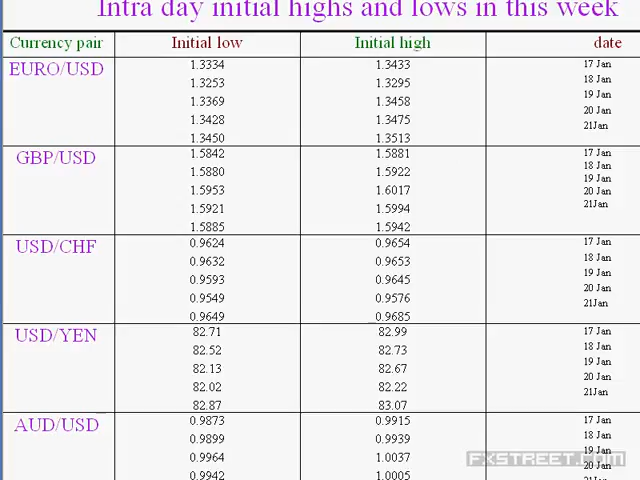 Intra day initial highs and lows in this week
Currency pair Initial low Initial high date
EURO/USD 1.3334 1.3433 17 Jan
1.3253 1.3295 18 Jan
1.3369 1.3458 19 Jan
1.3428 1.3475 20 Jan
1.3450 1.3513 21Jan
GBP/USD 1.5842 1.5881 17 Jan
1.5880 1.5922 18 Jan
1.5953 1.6017 19 Jan
1.5921 1.5994 20 Jan
1.5885 1.5942 21Jan
USD/CHF 0.9624 0.9654 17 Jan
0.9632 0.9653 18 Jan
0.9593 0.9645 19 Jan
0.9549 0.9576 20 Jan
0.9649 0.9685 21Jan
USD/YEN 82.71 82.99 17 Jan
82.52 82.73 18 Jan
82.13 82.67 19 Jan
82.02 82.22 20 Jan
82.87 83.07 21Jan
AUD/USD 0.9873 0.9915 17 Jan
0.9899 0.9939 18 Jan
0.9964 1.0037 19 Jan
0.9942 1.0005 20 Jan
FXSTREET.COM